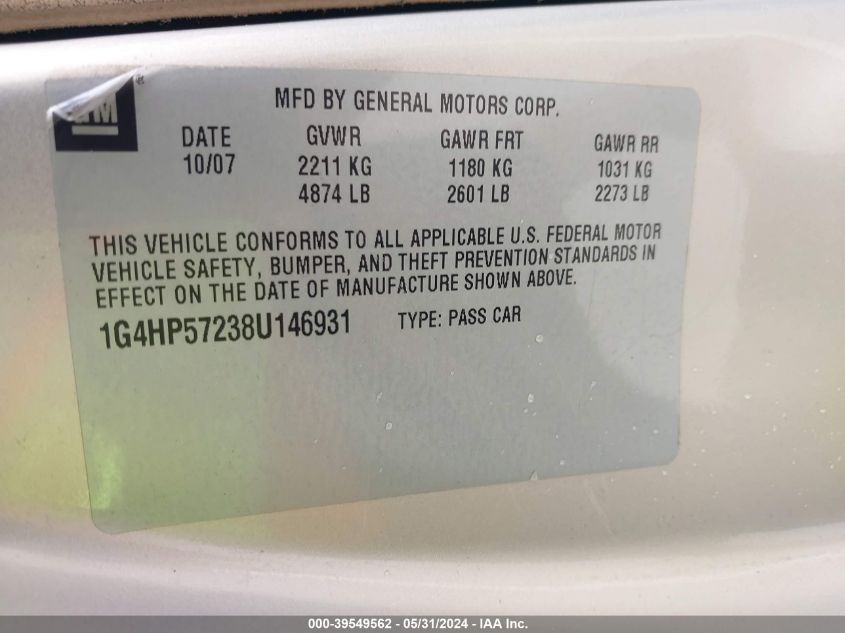 GM
®
MFD BY GENERAL MOTORS CORP.
DATE GVWR GAWR FRT GAWR RR
10/07 2211 KG 1180 KG 1031 KG
4874 LB 2601 LB 2273 LB
THIS VEHICLE CONFORMS TO ALL APPLICABLE U.S. FEDERAL MOTOR
VEHICLE SAFETY, BUMPER, AND THEFT PREVENTION STANDARDS IN
EFFECT ON THE DATE OF MANUFACTURE SHOWN ABOVE.
1G4HP57238U146931 TYPE: PASS CAR
000-39549562 - 05/31/2024 - IAA Inc.